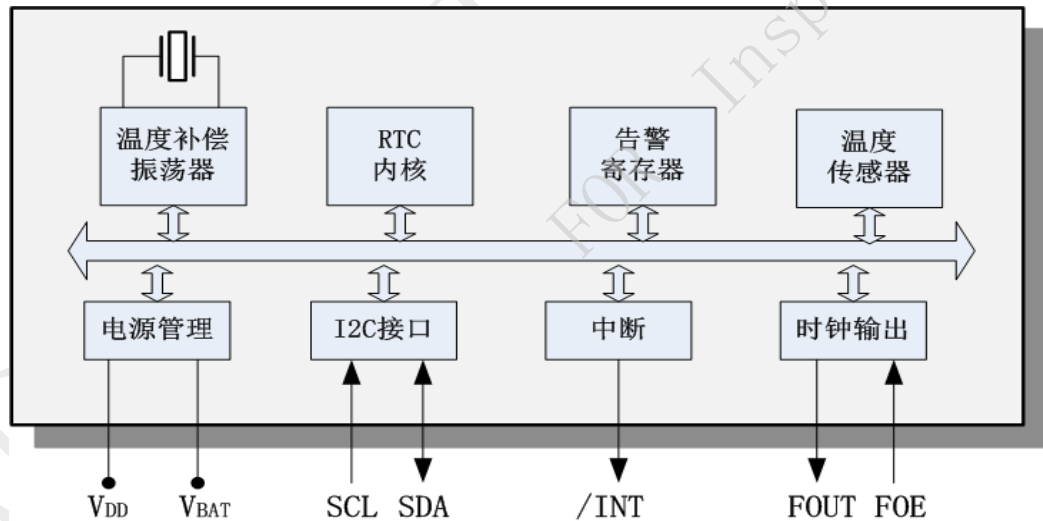 温度补偿
振荡器
RTC
内核
告警
寄存器
温度
传感器
电源管理
I2C接口
中断
时钟输出
VDD
VBAT
SCL
SDA
/INT
FOUT
FOE
FOR Insp